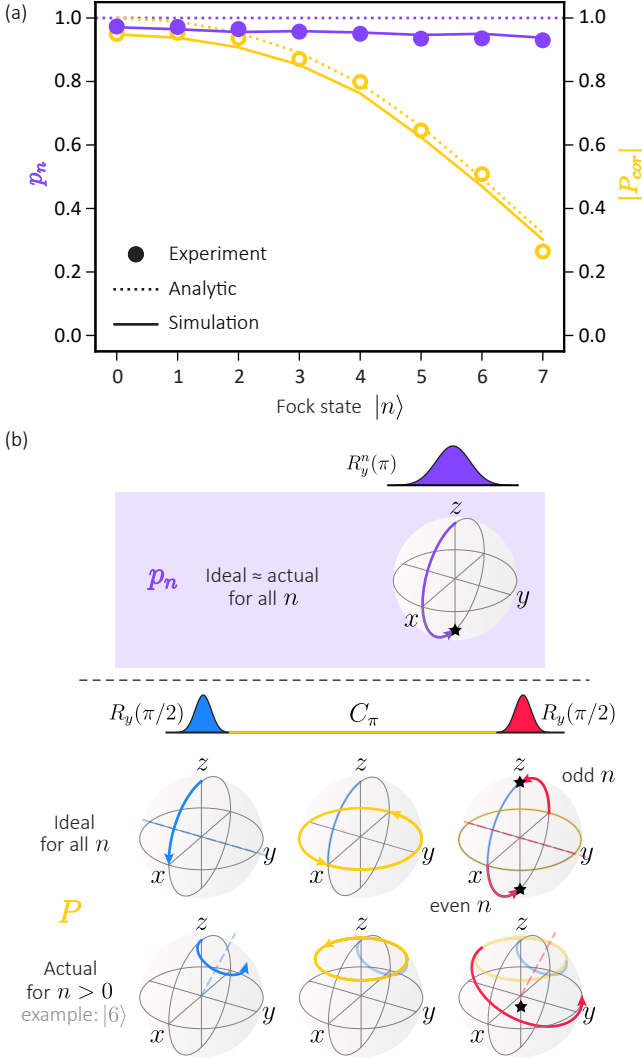 (a)
1.0
0.8
0.6
0.4
0.2
0.0
p_n
1.0
0.8
0.6
0.4
0.2
0.0
|P_cor|
Experiment
Analytic
Simulation
0 1 2 3 4 5 6 7
Fock state |n⟩
(b)
R_y^n(π)
z
p_n
Ideal ≈ actual
for all n
y
x
R_y(π/2)
C_π
R_y(π/2)
z
z
z
odd n
Ideal
for all n
x
y
x
y
x
y
even n
P
z
z
z
Actual
for n > 0
example: |6⟩
x
y
x
y
x
y